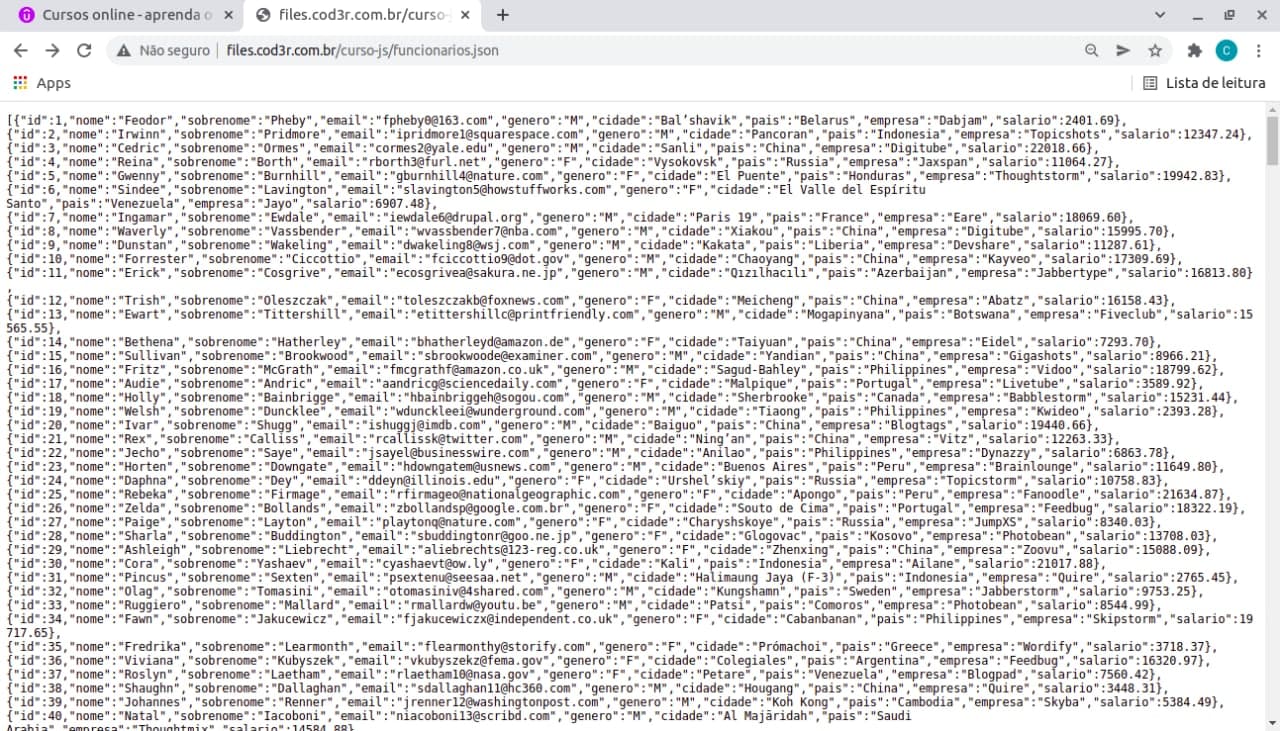 Cursos online - aprenda o
files.cod3r.com.br/curso-j
Não seguro
files.cod3r.com.br/curso-js/funcionarios.json
C
Apps
Lista de leitura
[{"id":1,"nome":"Feodor","sobrenome":"Pheby","email":"fpheby0@163.com","genero":"M","cidade":"Bal’shavik","pais":"Belarus","empresa":"Dabjam","salario":2401.69},
{"id":2,"nome":"Irwinn","sobrenome":"Pridmore","email":"ipridmore1@squarespace.com","genero":"M","cidade":"Pancoran","pais":"Indonesia","empresa":"Topicshots","salario":12347.24},
{"id":3,"nome":"Cedric","sobrenome":"Ormes","email":"cormes2@yale.edu","genero":"M","cidade":"Sanli","pais":"China","empresa":"Digitube","salario":22018.66},
{"id":4,"nome":"Reina","sobrenome":"Borth","email":"rborth3@furl.net","genero":"F","cidade":"Vysokovsk","pais":"Russia","empresa":"Jaxspan","salario":11064.27},
{"id":5,"nome":"Gwenny","sobrenome":"Burnhill","email":"gburnhill4@nature.com","genero":"F","cidade":"El Puente","pais":"Honduras","empresa":"Thoughtstorm","salario":19942.83},
{"id":6,"nome":"Sindee","sobrenome":"Lavington","email":"slavington5@howstuffworks.com","genero":"F","cidade":"El Valle del Espíritu
Santo","pais":"Venezuela","empresa":"Jayo","salario":6907.48},
{"id":7,"nome":"Ingamar","sobrenome":"Ewdale","email":"iewdale6@drupal.org","genero":"M","cidade":"Paris 19","pais":"France","empresa":"Eare","salario":18069.60},
{"id":8,"nome":"Waverly","sobrenome":"Vassbender","email":"wvassbender7@nba.com","genero":"M","cidade":"Xiakou","pais":"China","empresa":"Digitube","salario":15995.70},
{"id":9,"nome":"Dunstan","sobrenome":"Wakeling","email":"dwakeling8@wsj.com","genero":"M","cidade":"Kakata","pais":"Liberia","empresa":"Devshare","salario":11287.61},
{"id":10,"nome":"Forrester","sobrenome":"Ciccottio","email":"fciccottio9@dot.gov","genero":"M","cidade":"Chaoyang","pais":"China","empresa":"Kayveo","salario":17309.69},
{"id":11,"nome":"Erick","sobrenome":"Cosgrive","email":"ecosgrivea@sakura.ne.jp","genero":"M","cidade":"Qızılhacılı","pais":"Azerbaijan","empresa":"Jabbertype","salario":16813.80}
,
{"id":12,"nome":"Trish","sobrenome":"Oleszczak","email":"toleszczakb@foxnews.com","genero":"F","cidade":"Meicheng","pais":"China","empresa":"Abatz","salario":16158.43},
{"id":13,"nome":"Ewart","sobrenome":"Tittershill","email":"etittershillc@printfriendly.com","genero":"M","cidade":"Mogapinyana","pais":"Botswana","empresa":"Fiveclub","salario":15
565.55},
{"id":14,"nome":"Bethena","sobrenome":"Hatherley","email":"bhatherleyd@amazon.de","genero":"F","cidade":"Taiyuan","pais":"China","empresa":"Eidel","salario":7293.70},
{"id":15,"nome":"Sullivan","sobrenome":"Brookwood","email":"sbrookwoode@examiner.com","genero":"M","cidade":"Yandian","pais":"China","empresa":"Gigashots","salario":8966.21},
{"id":16,"nome":"Fritz","sobrenome":"McGrath","email":"fmcgrathf@amazon.co.uk","genero":"M","cidade":"Sagud-Bahley","pais":"Philippines","empresa":"Vidoo","salario":18799.62},
{"id":17,"nome":"Audie","sobrenome":"Andric","email":"aandricg@sciencedaily.com","genero":"F","cidade":"Malpique","pais":"Portugal","empresa":"Livetube","salario":3589.92},
{"id":18,"nome":"Holly","sobrenome":"Bainbrigge","email":"hbainbriggeh@sogou.com","genero":"M","cidade":"Sherbrooke","pais":"Canada","empresa":"Babblestorm","salario":15231.44},
{"id":19,"nome":"Welsh","sobrenome":"Duncklee","email":"wdunckleei@wunderground.com","genero":"M","cidade":"Tiaong","pais":"Philippines","empresa":"Kwideo","salario":2393.28},
{"id":20,"nome":"Ivar","sobrenome":"Shugg","email":"ishuggj@imdb.com","genero":"M","cidade":"Baiguo","pais":"China","empresa":"Blogtags","salario":19440.66},
{"id":21,"nome":"Rex","sobrenome":"Calliss","email":"rcallissk@twitter.com","genero":"M","cidade":"Ning’an","pais":"China","empresa":"Vitz","salario":12263.33},
{"id":22,"nome":"Jecho","sobrenome":"Saye","email":"jsayel@businesswire.com","genero":"M","cidade":"Anilao","pais":"Philippines","empresa":"Dynazzy","salario":6863.78},
{"id":23,"nome":"Horten","sobrenome":"Downgate","email":"hdowngatem@usnews.com","genero":"M","cidade":"Buenos Aires","pais":"Peru","empresa":"Brainlounge","salario":11649.80},
{"id":24,"nome":"Daphna","sobrenome":"Dey","email":"ddeyn@illinois.edu","genero":"F","cidade":"Urshel’skiy","pais":"Russia","empresa":"Topicstorm","salario":10758.83},
{"id":25,"nome":"Rebeka","sobrenome":"Firmage","email":"rfirmageo@nationalgeographic.com","genero":"F","cidade":"Apongo","pais":"Peru","empresa":"Fanoodle","salario":21634.87},
{"id":26,"nome":"Zelda","sobrenome":"Bollands","email":"zbollandsp@google.com.br","genero":"F","cidade":"Souto de Cima","pais":"Portugal","empresa":"Feedbug","salario":18322.19},
{"id":27,"nome":"Paige","sobrenome":"Layton","email":"playtonq@nature.com","genero":"F","cidade":"Charyshskoye","pais":"Russia","empresa":"JumpXS","salario":8340.03},
{"id":28,"nome":"Sharla","sobrenome":"Buddington","email":"sbuddingtonr@goo.ne.jp","genero":"F","cidade":"Glogovac","pais":"Kosovo","empresa":"Photobean","salario":13708.03},
{"id":29,"nome":"Ashleigh","sobrenome":"Liebrecht","email":"aliebrechts@123-reg.co.uk","genero":"F","cidade":"Zhenxing","pais":"China","empresa":"Zoovu","salario":15088.09},
{"id":30,"nome":"Cora","sobrenome":"Yashaev","email":"cyashaevt@ow.ly","genero":"F","cidade":"Kali","pais":"Indonesia","empresa":"Ailane","salario":21017.88},
{"id":31,"nome":"Pincus","sobrenome":"Sexten","email":"psextenu@seesaa.net","genero":"M","cidade":"Halimaung Jaya (F-3)","pais":"Indonesia","empresa":"Quire","salario":2765.45},
{"id":32,"nome":"Olag","sobrenome":"Tomasini","email":"otomasiniv@4shared.com","genero":"M","cidade":"Kungshamn","pais":"Sweden","empresa":"Jabberstorm","salario":9753.25},
{"id":33,"nome":"Ruggiero","sobrenome":"Mallard","email":"rmallardw@youtu.be","genero":"M","cidade":"Patsi","pais":"Comoros","empresa":"Photobean","salario":8544.99},
{"id":34,"nome":"Fawn","sobrenome":"Jakucewicz","email":"fjakucewiczx@independent.co.uk","genero":"F","cidade":"Cabanbanan","pais":"Philippines","empresa":"Skipstorm","salario":19
717.65},
{"id":35,"nome":"Fredrika","sobrenome":"Learmonth","email":"flearmonthy@storify.com","genero":"F","cidade":"Prómachoi","pais":"Greece","empresa":"Wordify","salario":3718.37},
{"id":36,"nome":"Viviana","sobrenome":"Kubyszek","email":"vkubyszekz@fema.gov","genero":"F","cidade":"Colegiales","pais":"Argentina","empresa":"Feedbug","salario":16320.97},
{"id":37,"nome":"Roslyn","sobrenome":"Laetham","email":"rlaetham10@nasa.gov","genero":"F","cidade":"Petare","pais":"Venezuela","empresa":"Blogpad","salario":7560.42},
{"id":38,"nome":"Shaughn","sobrenome":"Dallaghan","email":"sdallaghan11@hc360.com","genero":"M","cidade":"Hougang","pais":"China","empresa":"Quire","salario":3448.31},
{"id":39,"nome":"Johannes","sobrenome":"Renner","email":"jrenner12@washingtonpost.com","genero":"M","cidade":"Koh Kong","pais":"Cambodia","empresa":"Skyba","salario":5384.49},
{"id":40,"nome":"Natal","sobrenome":"Iacoboni","email":"niacoboni13@scribd.com","genero":"M","cidade":"Al Majāridah","pais":"Saudi
Arabia","empresa":"Thoughtmix","salario":14584.88},